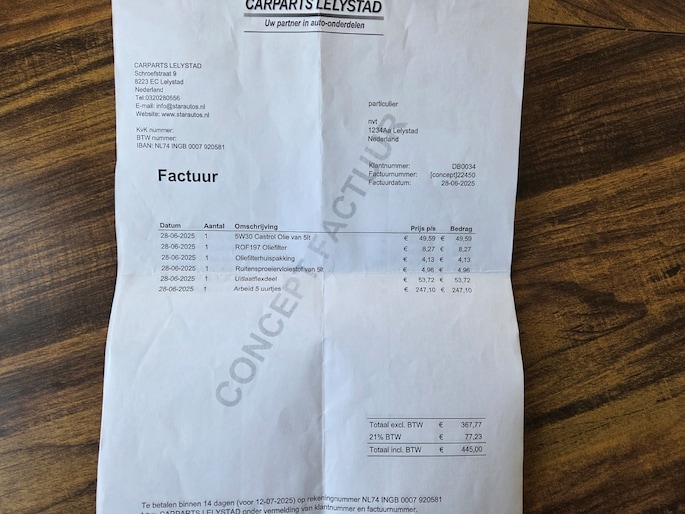 CARPARTS LELYSTAD
Uw partner in auto-onderdelen
CARPARTS LELYSTAD
Schroefstraat 9
8223 EC Lelystad
Nederland
Tel:0320280556
E-mail: info@starautos.nl
Website: www.starautos.nl
KvK nummer:
BTW nummer:
IBAN: NL74 INGB 0007 920581
particulier
nvt
1234Aa Lelystad
Nederland
Factuur
Klantnummer: DB0034
Factuurnummer: [concept]22450
Factuurdatum: 28-06-2025
CONCEPT FACTUUR
Datum Aantal Omschrijving Prijs p/s Bedrag
28-06-2025 1 5W30 Castrol Olie van 5lt € 49,59 € 49,59
28-06-2025 1 ROF197 Oliefilter € 8,27 € 8,27
28-06-2025 1 Oliefilterhuispakking € 4,13 € 4,13
28-06-2025 1 Ruitensproeiervloiestof van 5lt € 4,96 € 4,96
28-06-2025 1 Uitlaatflexdeel € 53,72 € 53,72
28-06-2025 1 Arbeid 5 uurtjes € 247,10 € 247,10
Totaal excl. BTW € 367,77
21% BTW € 77,23
Totaal incl. BTW € 445,00
Te betalen binnen 14 dagen (voor 12-07-2025) op rekeningnummer NL74 INGB 0007 920581
CARPARTS LELYSTAD onder vermelding van klantnummer en factuurnummer.